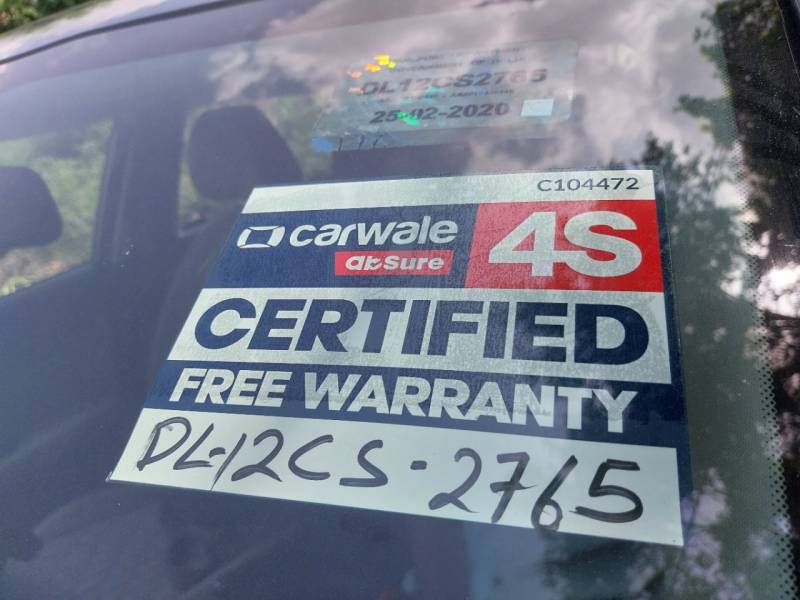 DL12CS2765
25-02-2020
C104472
carwale
absure
4S
CERTIFIED
FREE WARRANTY
DL-12CS-2765